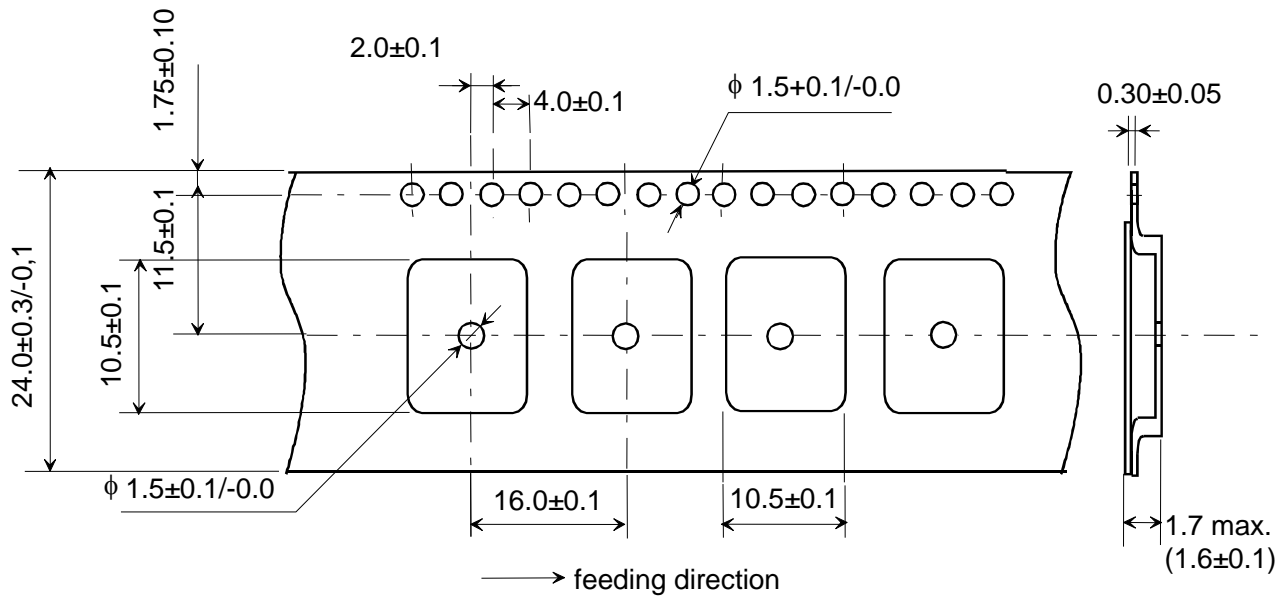 2.0±0.1
1.75±0.10
4.0±0.1
ϕ 1.5+0.1/-0.0
0.30±0.05
24.0±0.3/-0,1
11.5±0.1
10.5±0.1
ϕ 1.5±0.1/-0.0
16.0±0.1
10.5±0.1
1.7 max.
(1.6±0.1)
feeding direction